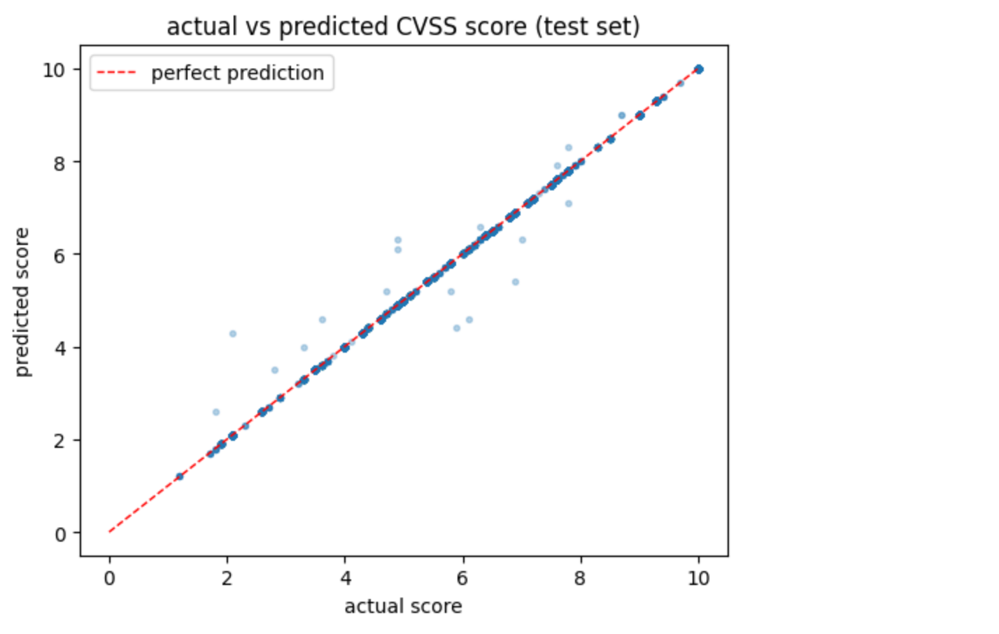 actual vs predicted CVSS score (test set)
perfect prediction
10
8
6
4
2
0
predicted score
0 2 4 6 8 10
actual score